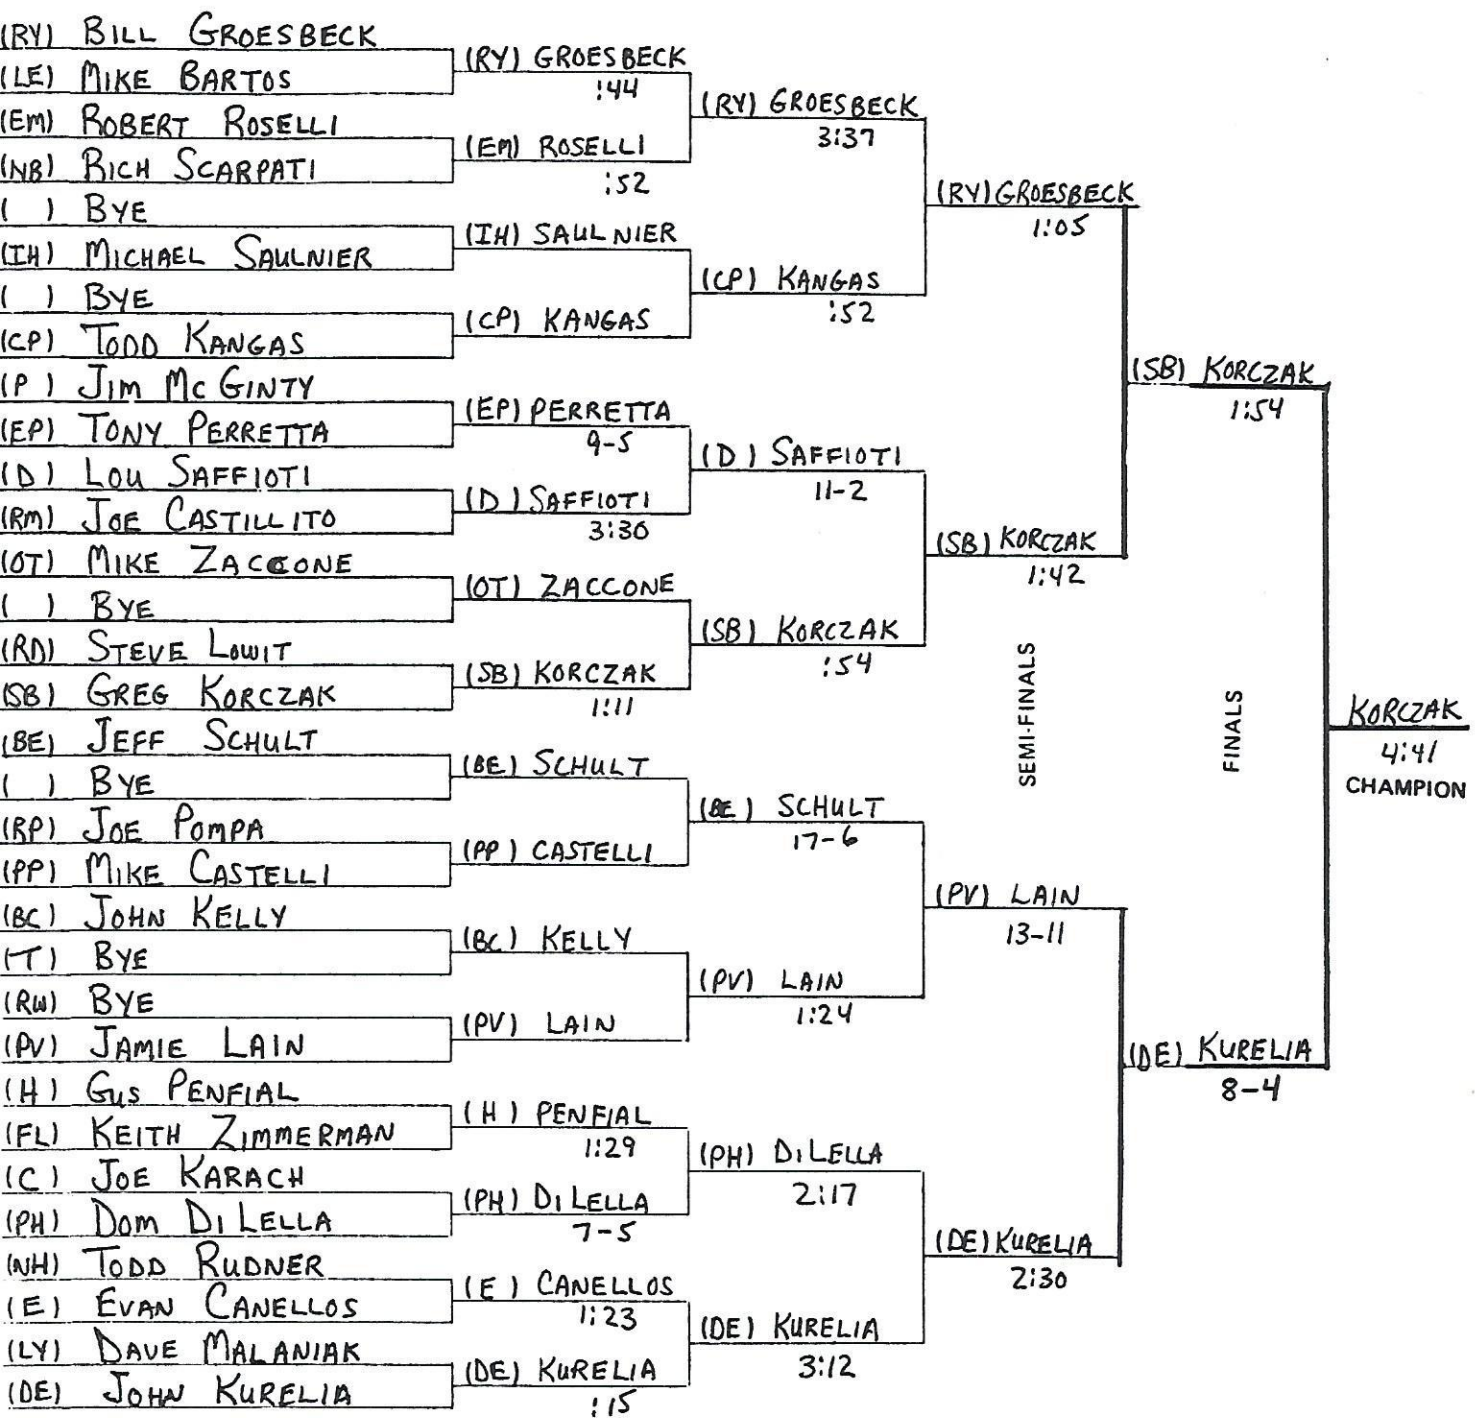 (RY) BILL GROESBECK
(LE) MIKE BARTOS
(EM) ROBERT ROSELLI
(NB) RICH SCARPATI
( ) BYE
(IH) MICHAEL SAULNIER
( ) BYE
(CP) TODD KANGAS
(P ) JIM MCGINTY
(EP) TONY PERRETTA
(D ) LOU SAFFIOTI
(RM) JOE CASTILLITO
(OT) MIKE ZACCONE
( ) BYE
(RD) STEVE LOWIT
(SB) GREG KORCZAK
(BE) JEFF SCHULT
( ) BYE
(RP) JOE POMPA
(PP) MIKE CASTELLI
(BC) JOHN KELLY
(T) BYE
(RW) BYE
(PV) JAMIE LAIN
(H ) GUS PENFIAL
(FL) KEITH ZIMMERMAN
(C ) JOE KARACH
(PH) DOM DILELLA
(NH) TODD RUDNER
(E ) EVAN CANELLOS
(LY) DAVE MALANIAK
(DE) JOHN KURELIA
(RY) GROESBECK
:44
(EM) ROSELLI
:52
(IH) SAULNIER
(CP) KANGAS
(EP) PERRETTA
9-5
(D ) SAFFIOTI
3:30
(OT) ZACCONE
(SB) KORCZAK
1:11
(BE) SCHULT
(PP) CASTELLI
(BC) KELLY
(PV) LAIN
(H ) PENFIAL
1:29
(PH) DILELLA
7-5
(E ) CANELLOS
1:23
(DE) KURELIA
:15
(RY) GROESBECK
3:37
(CP) KANGAS
:52
(D ) SAFFIOTI
11-2
(SB) KORCZAK
:54
(BE) SCHULT
17-6
(PV) LAIN
1:24
(PH) DILELLA
2:17
(DE) KURELIA
3:12
(RY) GROESBECK
1:05
(SB) KORCZAK
1:42
(PV) LAIN
13-11
(DE) KURELIA
2:30
SEMI-FINALS
(SB) KORCZAK
1:54
(DE) KURELIA
8-4
FINALS
KORCZAK
4:41
CHAMPION